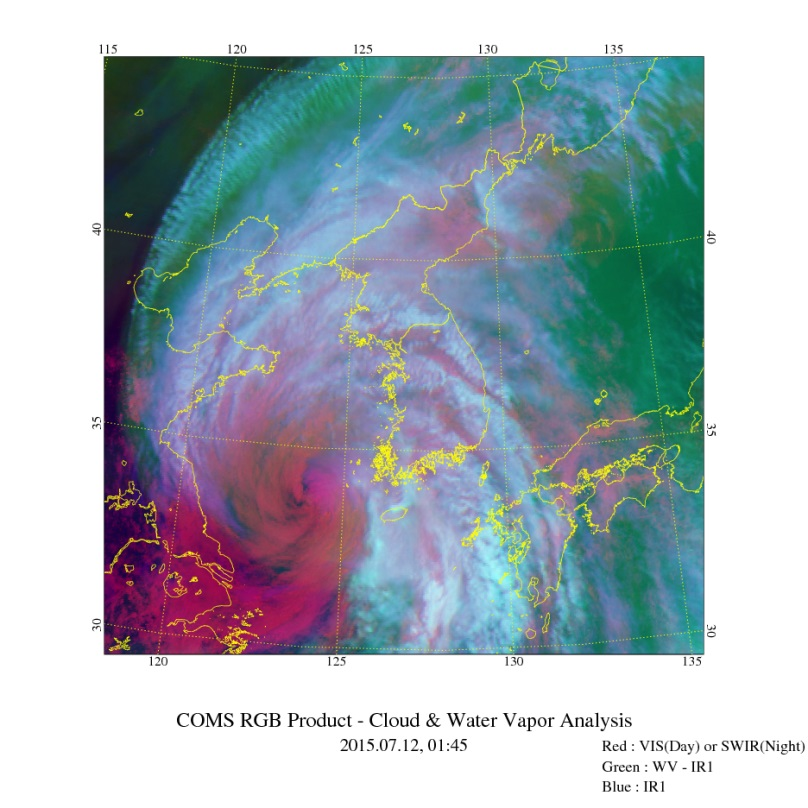 115 120 125 130 135
40 40
35 35
30 30
120 125 130 135
COMS RGB Product - Cloud & Water Vapor Analysis
2015.07.12, 01:45
Red : VIS(Day) or SWIR(Night)
Green : WV - IR1
Blue : IR1